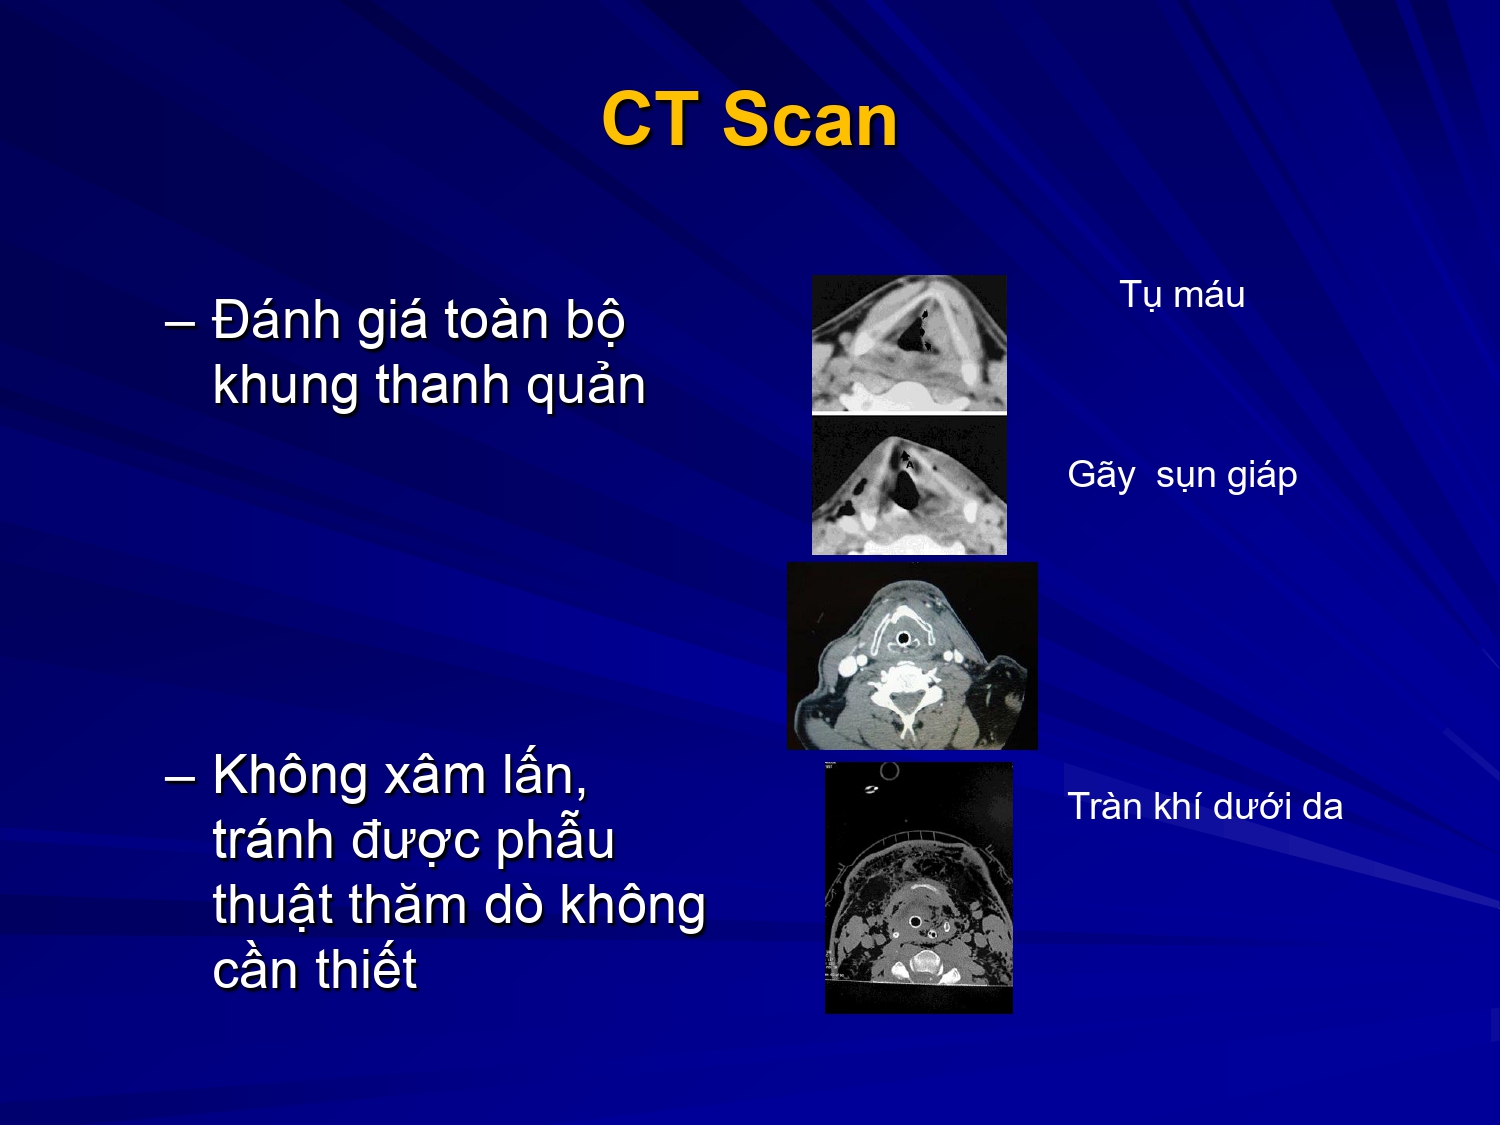 CT Scan
– Đánh giá toàn bộ
khung thanh quản
– Không xâm lấn,
tránh được phẫu
thuật thăm dò không
cần thiết
Tụ máu
A
Gãy  sụn giáp
Tràn khí dưới da